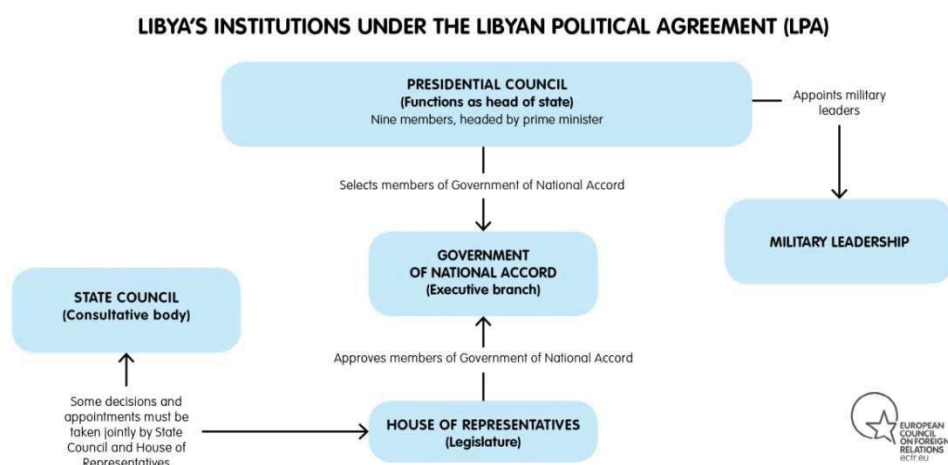 LIBYA'S INSTITUTIONS UNDER THE LIBYAN POLITICAL AGREEMENT (LPA)
PRESIDENTIAL COUNCIL
(Functions as head of state)
Nine members, headed by prime minister
Appoints military
leaders
Selects members of Government of National Accord
MILITARY LEADERSHIP
GOVERNMENT
OF NATIONAL ACCORD
(Executive branch)
STATE COUNCIL
(Consultative body)
Approves members of Government of National Accord
Some decisions and
appointments must be
taken jointly by State
Council and House of
Representatives
HOUSE OF REPRESENTATIVES
(Legislature)
EUROPEAN
COUNCIL
ON FOREIGN
RELATIONS
ecfr.eu